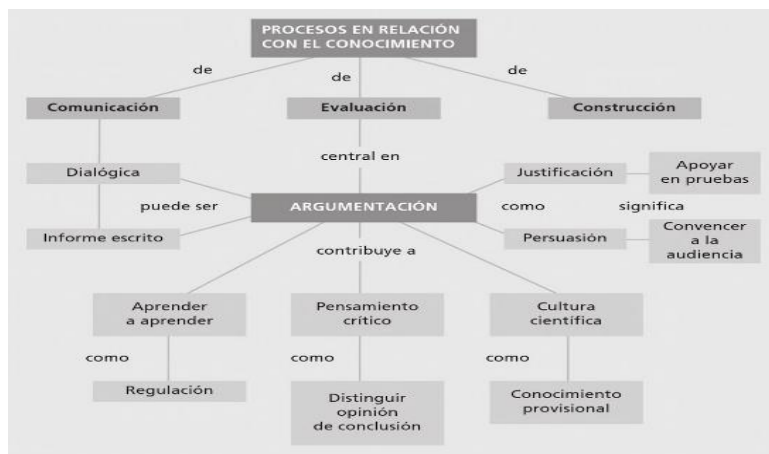 PROCESOS EN RELACIÓN
CON EL CONOCIMIENTO
de
de
de
Comunicación
Evaluación
Construcción
central en
Dialógica
Justificación
Apoyar
en pruebas
puede ser
ARGUMENTACIÓN
como
significa
Informe escrito
Persuasión
Convencer
a la
audiencia
contribuye a
Aprender
a aprender
Pensamiento
crítico
Cultura
científica
como
como
como
Regulación
Distinguir
opinión
de conclusión
Conocimiento
provisional